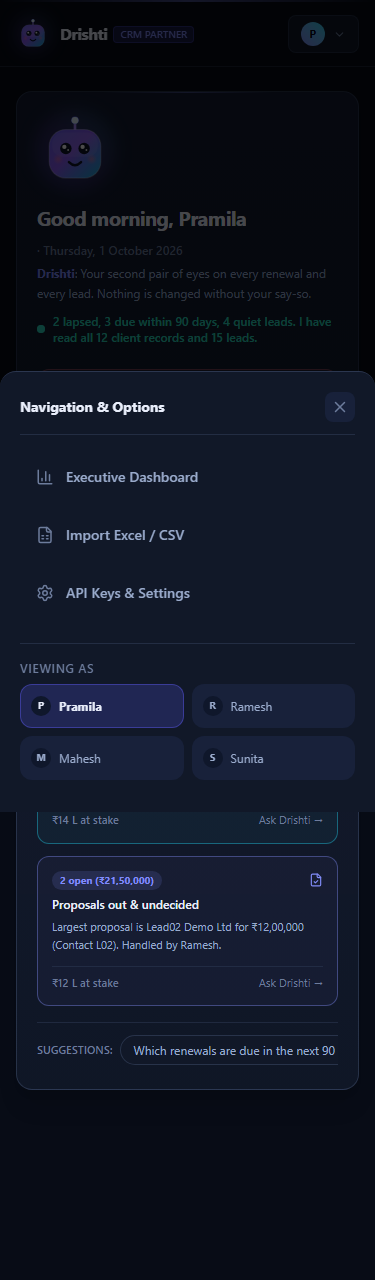 Drishti CRM PARTNER P
Good morning, Pramila
· Thursday, 1 October 2026
Drishti: Your second pair of eyes on every renewal and
every lead. Nothing is changed without your say-so.
2 lapsed, 3 due within 90 days, 4 quiet leads. I have
read all 12 client records and 15 leads.
Navigation & Options
Executive Dashboard
Import Excel / CSV
API Keys & Settings
VIEWING AS
P Pramila R Ramesh
M Mahesh S Sunita
₹14 L at stake Ask Drishti →
2 open (₹21,50,000)
Proposals out & undecided
Largest proposal is Lead02 Demo Ltd for ₹12,00,000
(Contact L02). Handled by Ramesh.
₹12 L at stake Ask Drishti →
SUGGESTIONS: Which renewals are due in the next 90